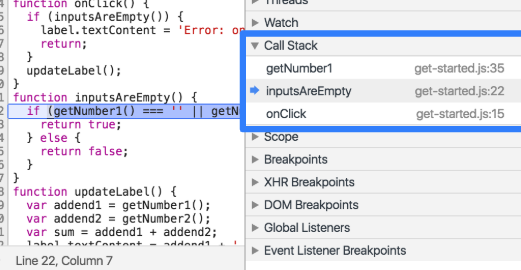 function onClick() {
if (inputsAreEmpty()) {
label.textContent = 'Error: on
return;
}
updateLabel();
}
function inputsAreEmpty() {
if (getNumber1() === '' || getN
return true;
} else {
return false;
}
}
function updateLabel() {
var addend1 = getNumber1();
var addend2 = getNumber2();
var sum = addend1 + addend2;
label.textContent = addend1 + '
Line 22, Column 7
Threads
Watch
Call Stack
getNumber1 get-started.js:35
inputsAreEmpty get-started.js:22
onClick get-started.js:15
Scope
Breakpoints
XHR Breakpoints
DOM Breakpoints
Global Listeners
Event Listener Breakpoints